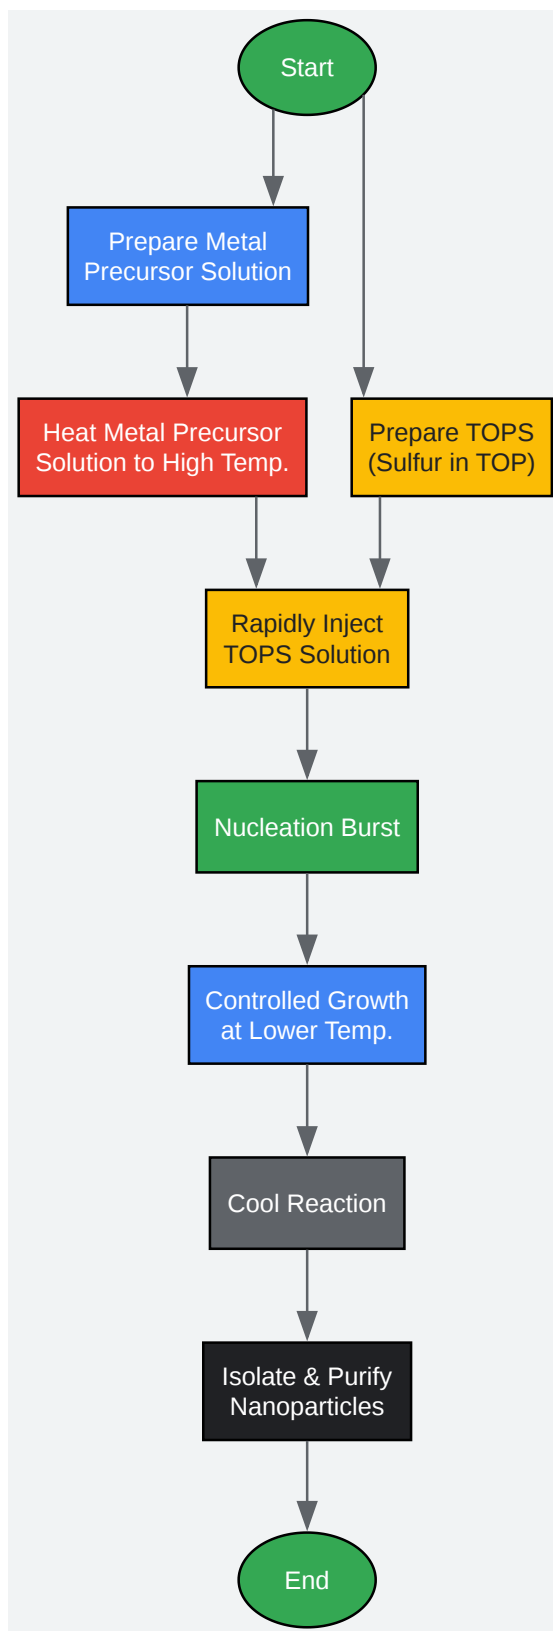 Start
Prepare Metal
Precursor Solution
Heat Metal Precursor
Solution to High Temp.
Prepare TOPS
(Sulfur in TOP)
Rapidly Inject
TOPS Solution
Nucleation Burst
Controlled Growth
at Lower Temp.
Cool Reaction
Isolate & Purify
Nanoparticles
End